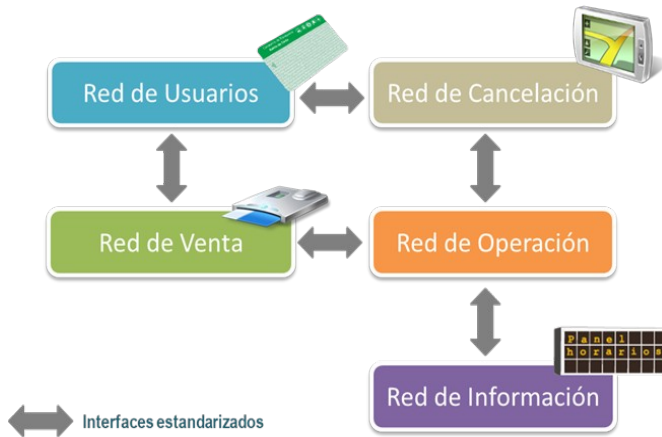 Red de Usuarios
Red de Cancelación
Red de Venta
Red de Operación
Panel
horarios
Red de Información
Interfaces estandarizados